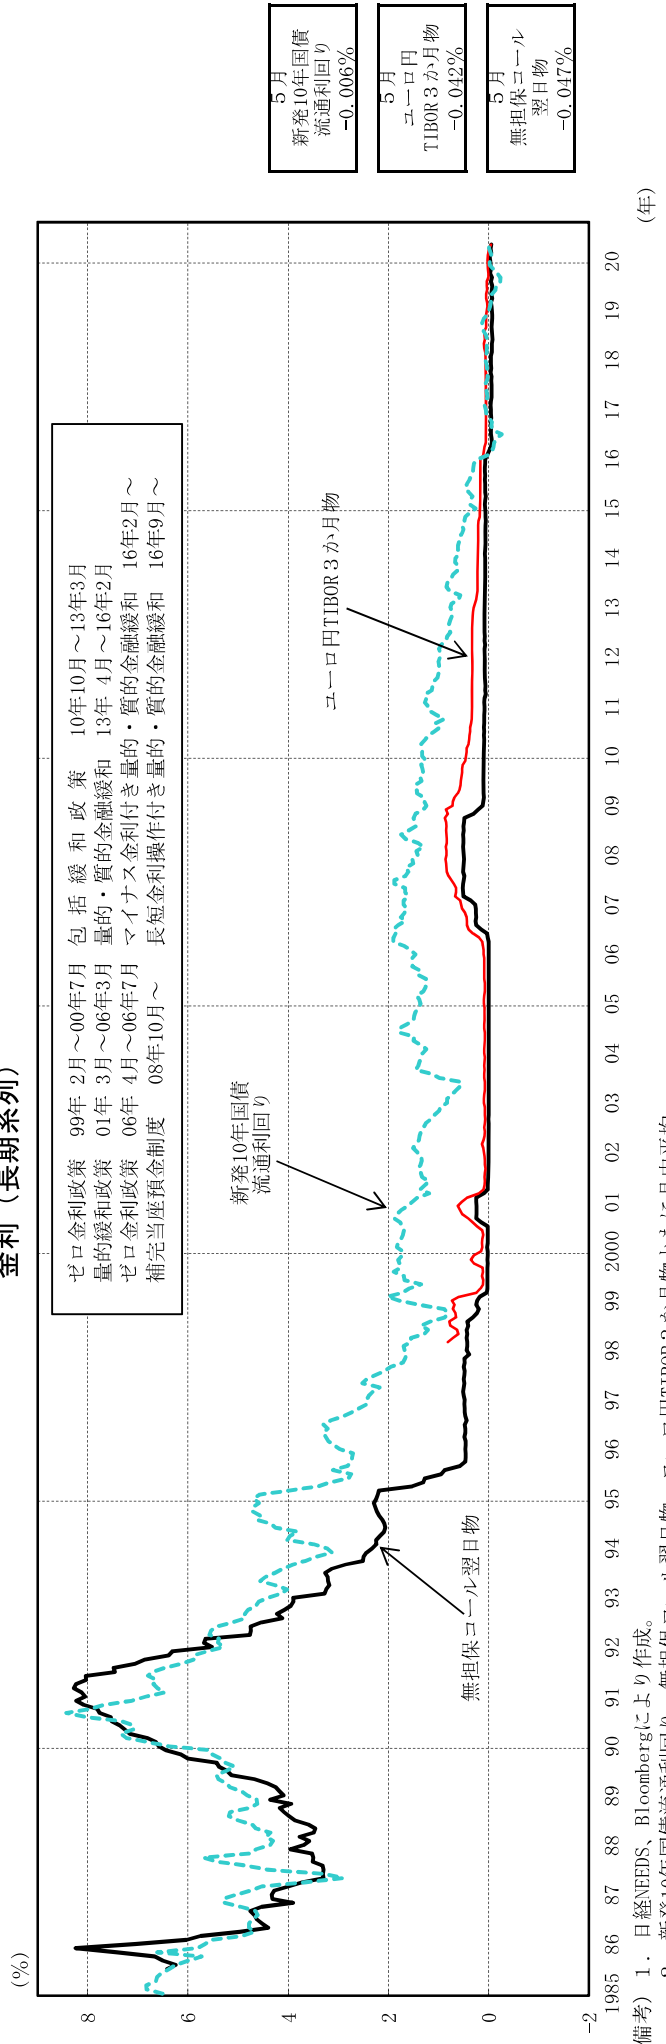 金利（長期系列）
(%)
ゼロ金利政策　99年 2月～00年7月　包 括 緩 和 政 策　10年10月～13年3月
量的緩和政策　01年 3月～06年3月　量的・質的金融緩和　13年 4月～16年2月
ゼロ金利政策　06年 4月～06年7月　マイナス金利付き量的・質的金融緩和　16年2月～
補完当座預金制度　08年10月～　長短金利操作付き量的・質的金融緩和　16年9月～
新発10年国債
流通利回り
ユーロ円TIBOR３か月物
無担保コール翌日物
５月
新発10年国債
流通利回り
-0.006%
５月
ユーロ円
TIBOR３か月物
-0.042%
５月
無担保コール
翌日物
-0.047%
8
6
4
2
0
-2
1985 86 87 88 89 90 91 92 93 94 95 96 97 98 99 2000 01 02 03 04 05 06 07 08 09 10 11 12 13 14 15 16 17 18 19 20
(年)
備考） １. 日経NEEDS、Bloombergにより作成。